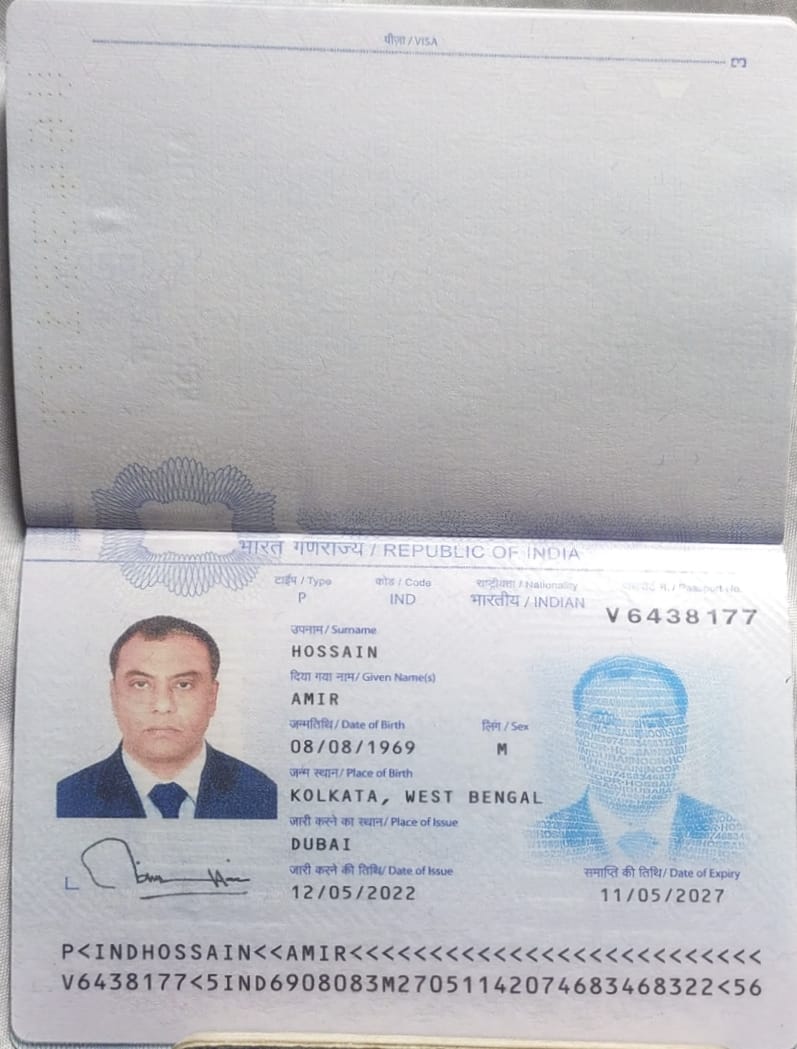 वीज़ा / VISA
3
भारत गणराज्य / REPUBLIC OF INDIA
टाईप / Type कोड / Code राष्ट्रीयता / Nationality पासपोर्ट नं. / Passport No.
P IND भारतीय / INDIAN V6438177
उपनाम / Surname
HOSSAIN
दिया गया नाम / Given Name(s)
AMIR
जन्मतिथि / Date of Birth लिंग / Sex
08/08/1969 M
जन्म स्थान / Place of Birth
KOLKATA, WEST BENGAL
जारी करने का स्थान / Place of Issue
DUBAI
जारी करने की तिथि / Date of Issue समाप्ति की तिथि / Date of Expiry
12/05/2022 11/05/2027
P<INDHOSSAIN<<AMIR<<<<<<<<<<<<<<<<<<<<<<<<<<
V6438177<5IND6908083M2705114207468346832​2<56